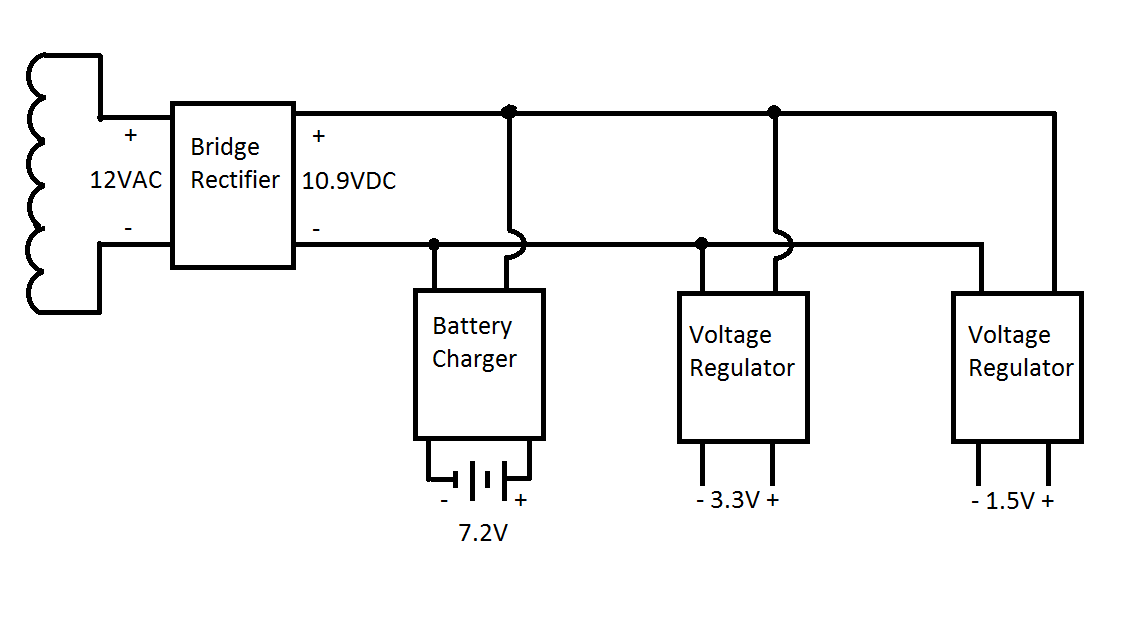 +
12VAC
-
Bridge
Rectifier
+
10.9VDC
-
Battery
Charger
- +
7.2V
Voltage
Regulator
- 3.3V +
Voltage
Regulator
- 1.5V +